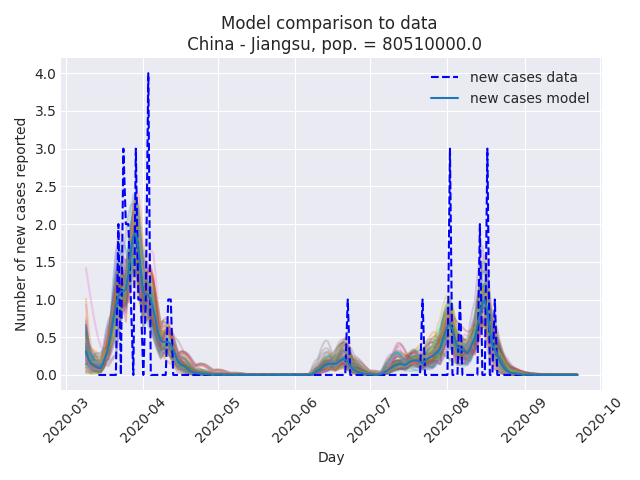 Model comparison to data
China - Jiangsu, pop. = 80510000.0
new cases data
new cases model
Number of new cases reported
4.0
3.5
3.0
2.5
2.0
1.5
1.0
0.5
0.0
2020-03
2020-04
2020-05
2020-06
2020-07
2020-08
2020-09
2020-10
Day